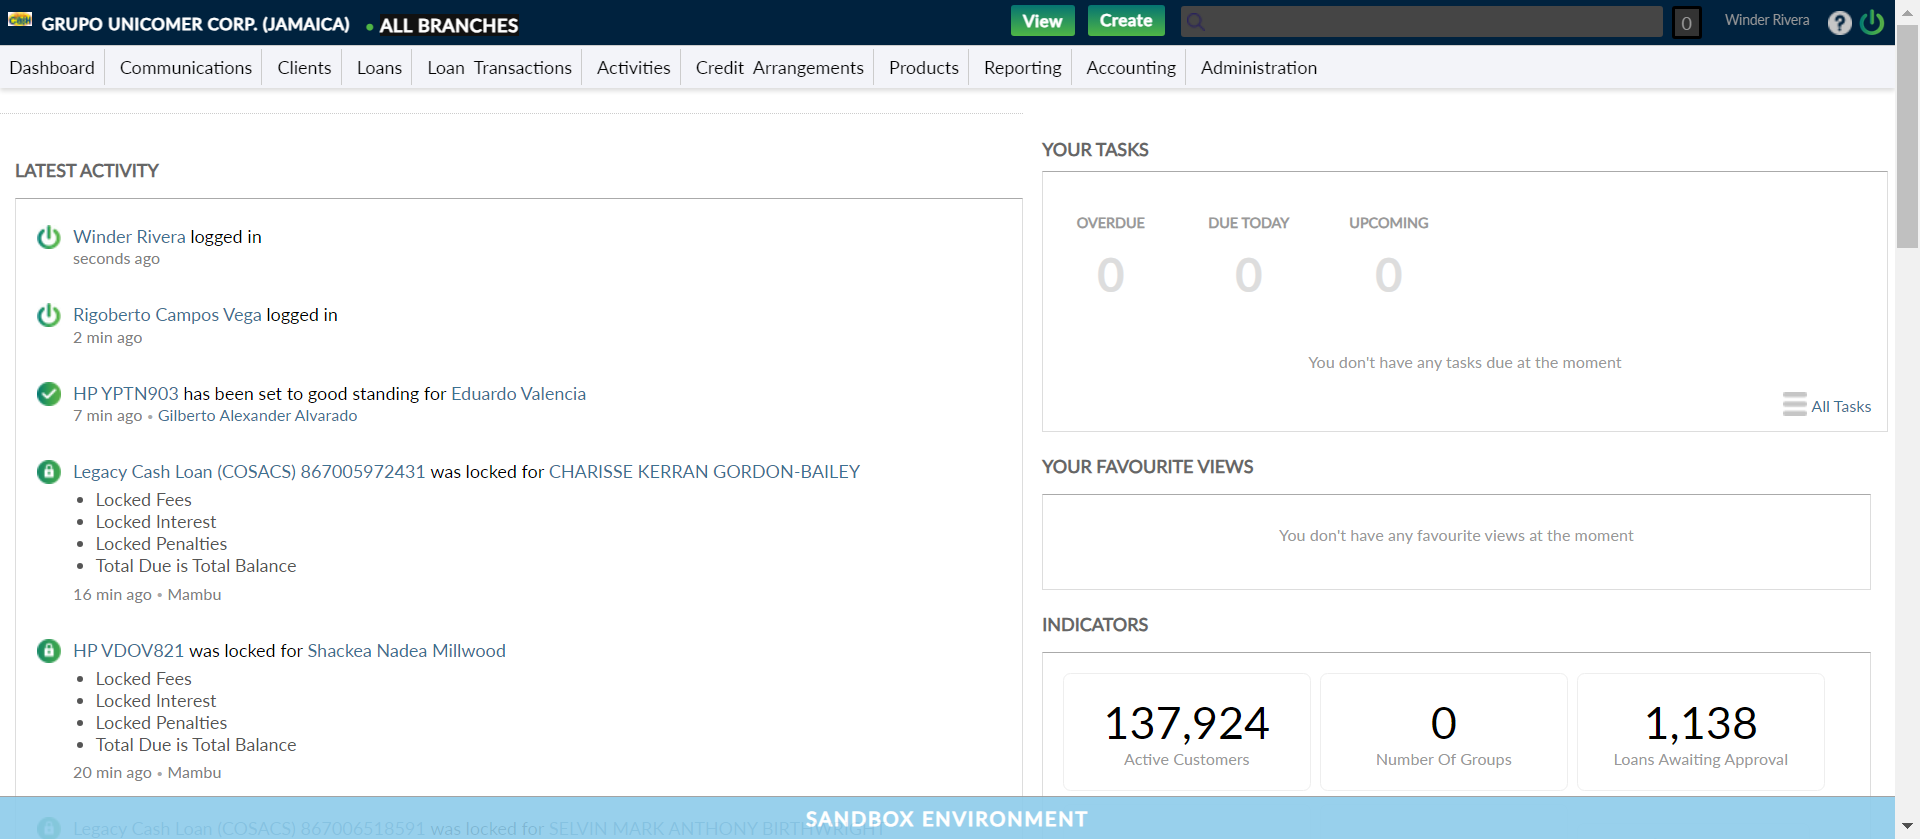 Cash
GRUPO UNICOMER CORP. (JAMAICA) • ALL BRANCHES
View
Create
0
Winder Rivera
?
Dashboard
Communications
Clients
Loans
Loan Transactions
Activities
Credit Arrangements
Products
Reporting
Accounting
Administration
LATEST ACTIVITY
Winder Rivera logged in
seconds ago
Rigoberto Campos Vega logged in
2 min ago
HP YPTN903 has been set to good standing for Eduardo Valencia
7 min ago • Gilberto Alexander Alvarado
Legacy Cash Loan (COSACS) 867005972431 was locked for CHARISSE KERRAN GORDON-BAILEY
• Locked Fees
• Locked Interest
• Locked Penalties
• Total Due is Total Balance
16 min ago • Mambu
HP VDOV821 was locked for Shackea Nadea Millwood
• Locked Fees
• Locked Interest
• Locked Penalties
• Total Due is Total Balance
20 min ago • Mambu
Legacy Cash Loan (COSACS) 867006518591 was locked for SELVIN MARK ANTHONY BIRTHWRIGHT
YOUR TASKS
OVERDUE
0
DUE TODAY
0
UPCOMING
0
You don't have any tasks due at the moment
All Tasks
YOUR FAVOURITE VIEWS
You don't have any favourite views at the moment
INDICATORS
137,924
Active Customers
0
Number Of Groups
1,138
Loans Awaiting Approval
SANDBOX ENVIRONMENT